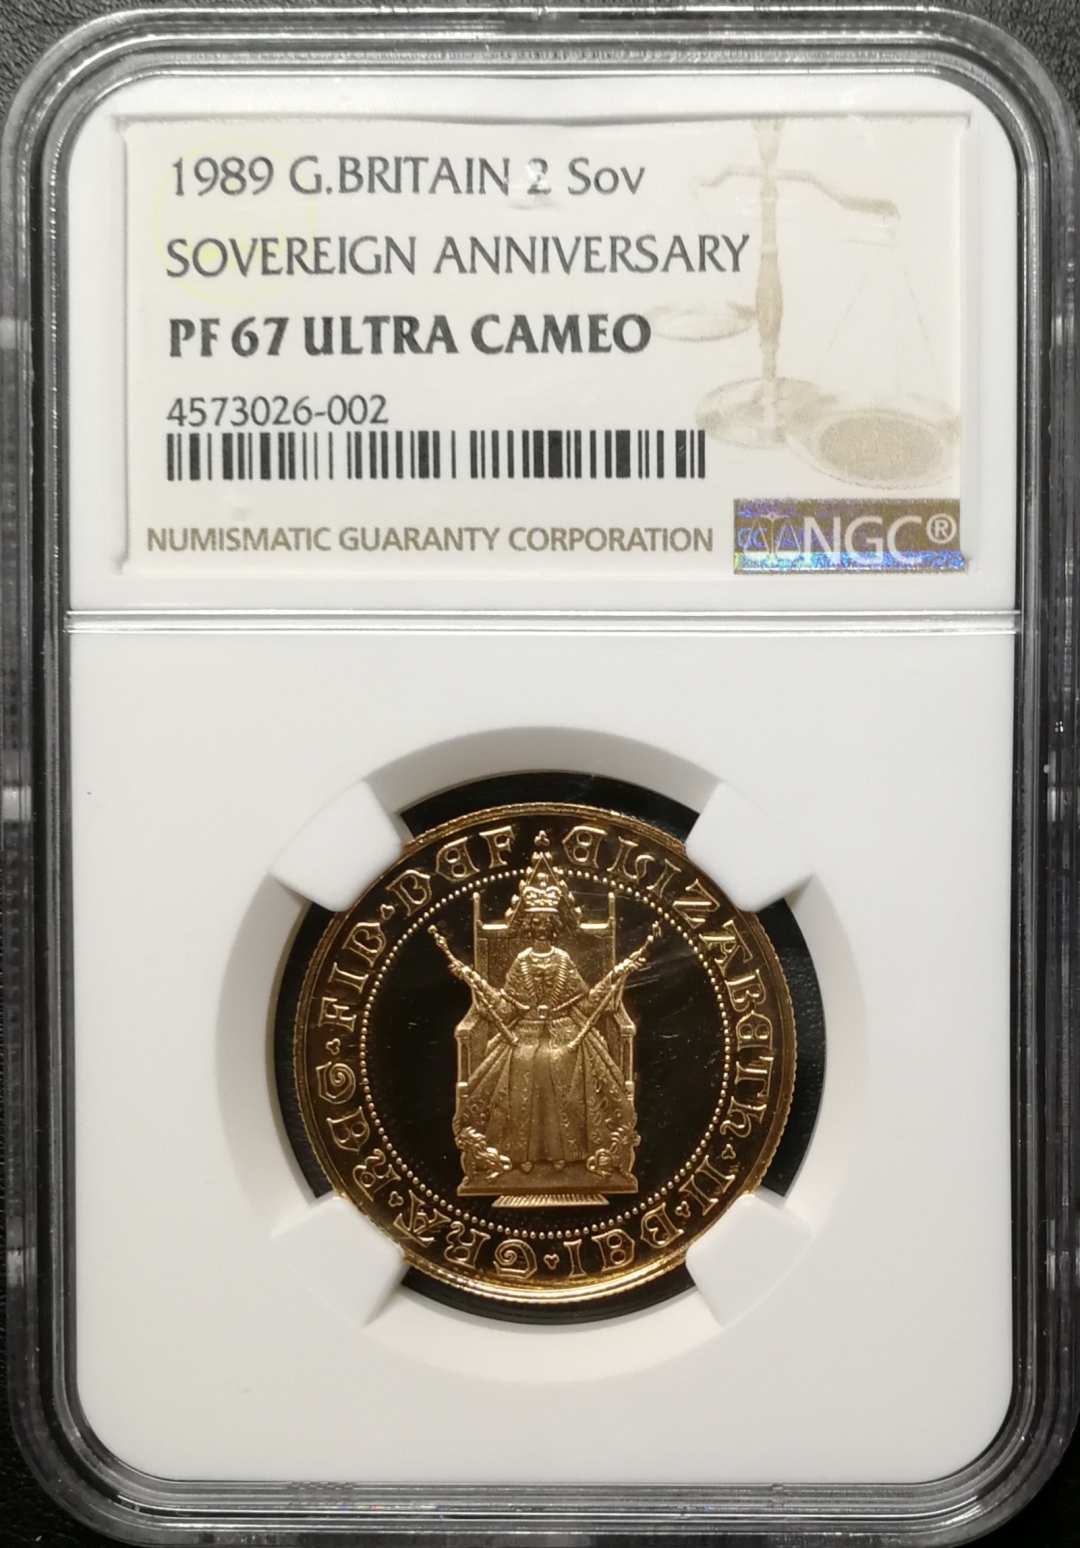 1989 G.BRITAIN 2 Sov
SOVEREIGN ANNIVERSARY
PF 67 ULTRA CAMEO
4573026-002
NUMISMATIC GUARANTY CORPORATION
NGC®
ELIZABETH·II·DEI·GRA·REG·FID·DEF